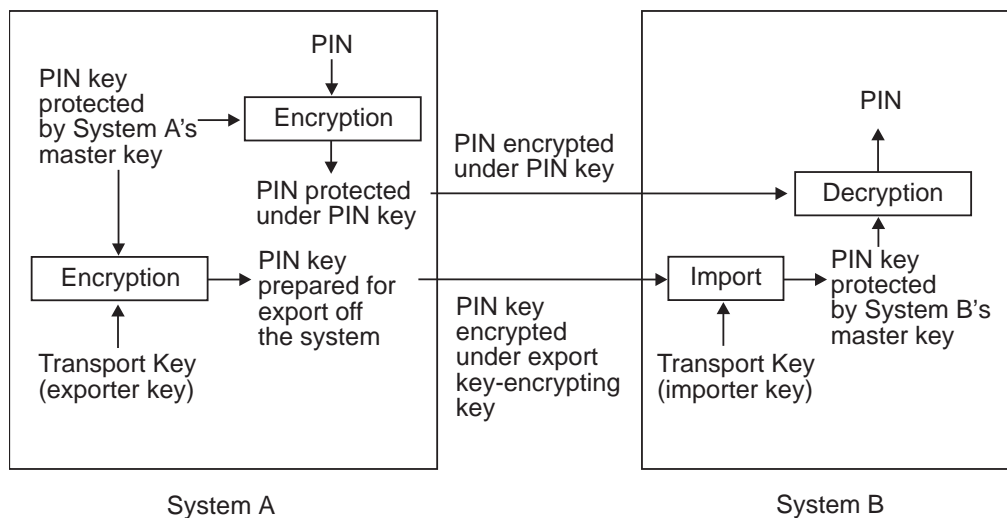 PIN
PIN key
protected
by System A's
master key
Encryption
PIN protected
under PIN key
Encryption
PIN key
prepared for
export off
the system
Transport Key
(exporter key)
PIN encrypted
under PIN key
PIN key
encrypted
under export
key-encrypting
key
PIN
Decryption
Import
PIN key
protected
by System B's
master key
Transport Key
(importer key)
System A
System B